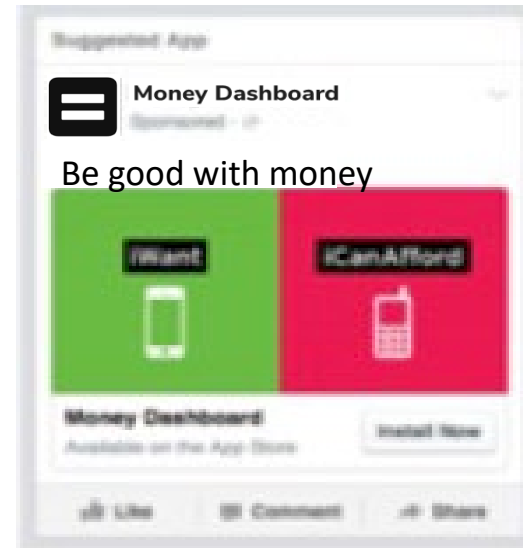 Suggested App
Money Dashboard
Sponsored
Be good with money
iWant
iCanAfford
Money Dashboard
Available on the App Store
Install Now
Like
Comment
Share